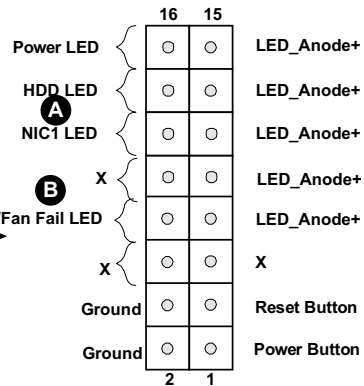 16 15
Power LED LED_Anode+
HDD LED LED_Anode+
A
NIC1 LED LED_Anode+
X LED_Anode+
B
Fan Fail LED LED_Anode+
X X
Ground Reset Button
Ground Power Button
2 1